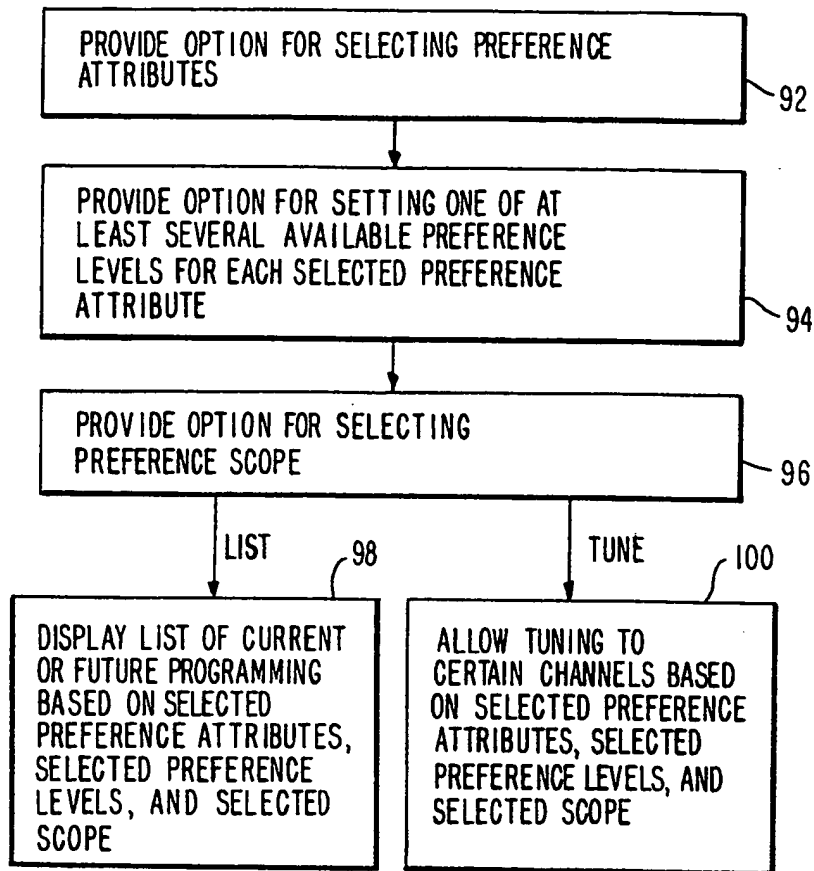 PROVIDE OPTION FOR SELECTING PREFERENCE
ATTRIBUTES
92
PROVIDE OPTION FOR SETTING ONE OF AT
LEAST SEVERAL AVAILABLE PREFERENCE
LEVELS FOR EACH SELECTED PREFERENCE
ATTRIBUTE
94
PROVIDE OPTION FOR SELECTING
PREFERENCE SCOPE
96
LIST
98
TUNE
100
DISPLAY LIST OF CURRENT
OR FUTURE PROGRAMMING
BASED ON SELECTED
PREFERENCE ATTRIBUTES,
SELECTED PREFERENCE
LEVELS, AND SELECTED
SCOPE
ALLOW TUNING TO
CERTAIN CHANNELS BASED
ON SELECTED PREFERENCE
ATTRIBUTES, SELECTED
PREFERENCE LEVELS, AND
SELECTED SCOPE